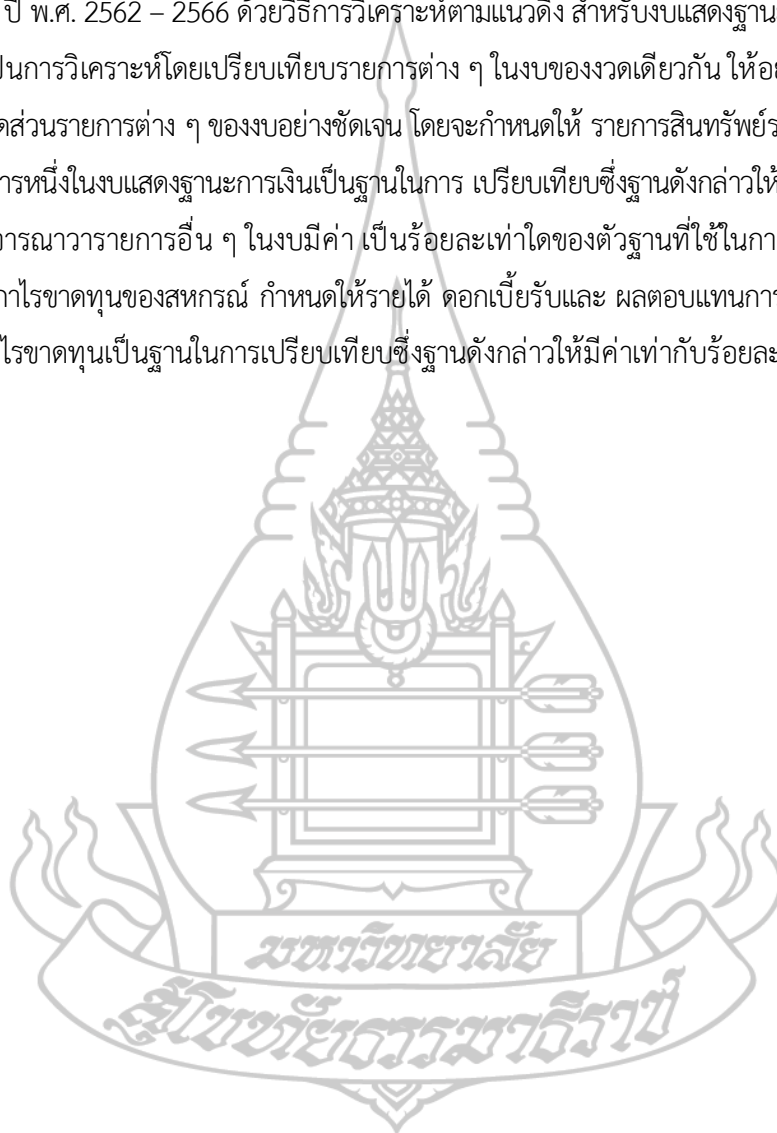 ปี พ.ศ. 2562 – 2566 ด้วยวิธีการวิเคราะห์ตามแนวดิ่ง สำหรับงบแสดงฐานะ
ป็นการวิเคราะห์โดยเปรียบเทียบรายการต่าง ๆ ในงบของงวดเดียวกัน ให้อย
ดส่วนรายการต่าง ๆ ของงบอย่างชัดเจน โดยจะกำหนดให้ รายการสินทรัพย์ร
ารหนึ่งในงบแสดงฐานะการเงินเป็นฐานในการ เปรียบเทียบซึ่งฐานดังกล่าวให้
จารณาวารายการอื่น ๆ ในงบมีค่า เป็นร้อยละเท่าใดของตัวฐานที่ใช้ในกา
กำไรขาดทุนของสหกรณ์ กำหนดให้รายได้ ดอกเบี้ยรับและ ผลตอบแทนการ
ไรขาดทุนเป็นฐานในการเปรียบเทียบซึ่งฐานดังกล่าวให้มีค่าเท่ากับร้อยละ
มหาวิทยาลัย
สุโขทัยธรรมาธิราช